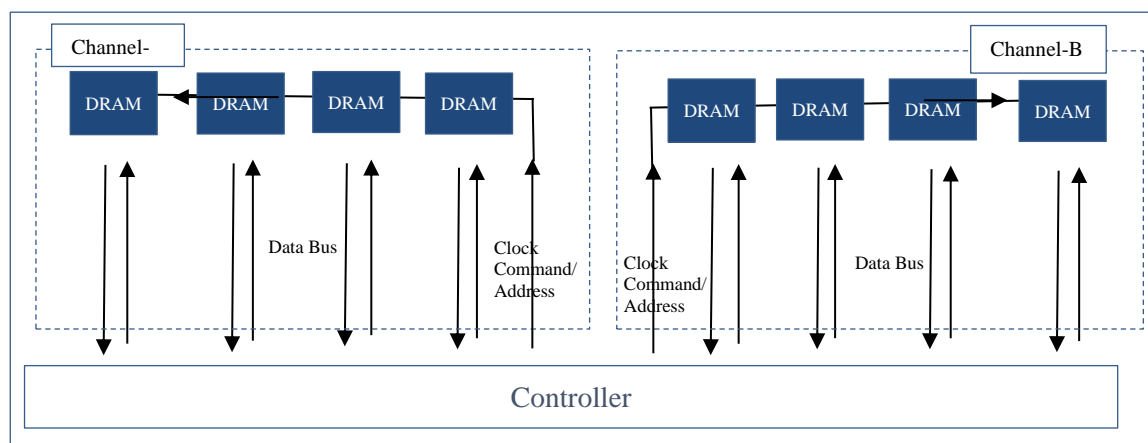 Channel-
Channel-B
DRAM
DRAM
DRAM
DRAM
DRAM
DRAM
DRAM
DRAM
Data Bus
Clock
Command/
Address
Clock
Command/
Address
Data Bus
Controller